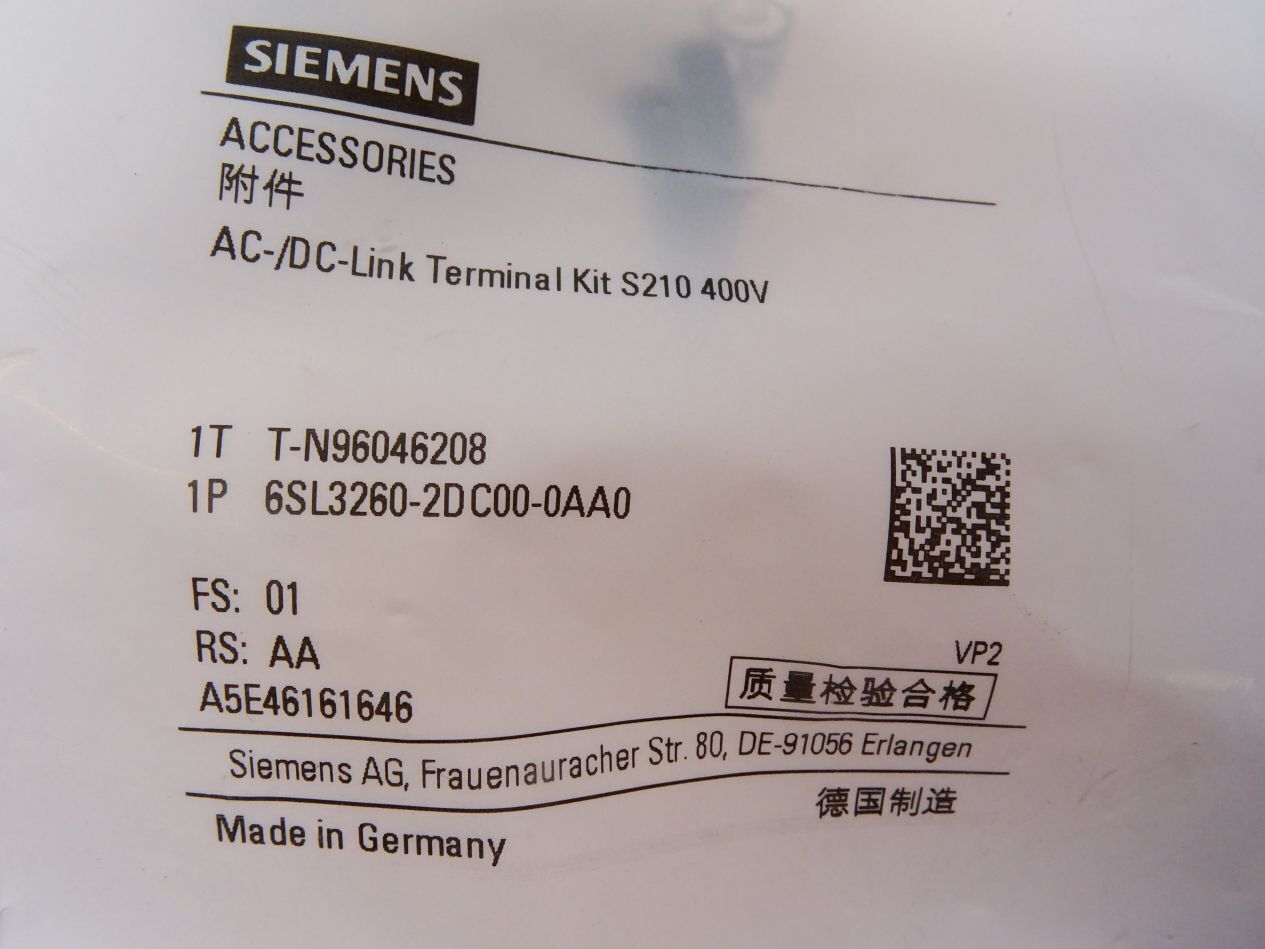 SIEMENS
ACCESSORIES
附件
AC-/DC-Link Terminal Kit S210 400V
1T T-N96046208
1P 6SL3260-2DC00-0AA0
FS: 01
RS: AA
VP2
A5E46161646
质量检验合格
Siemens AG, Frauenauracher Str. 80, DE-91056 Erlangen
Made in Germany
德国制造